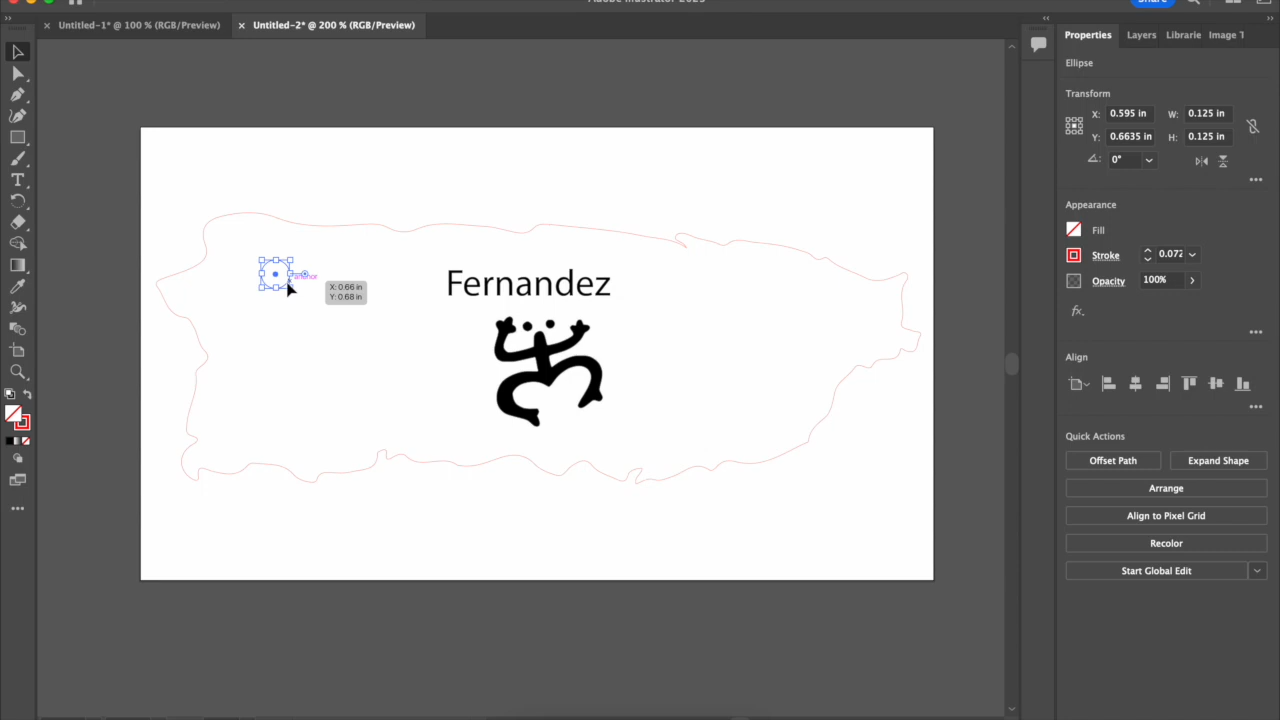 Adobe Illustrator 2025
Share
Untitled-1* @ 100 % (RGB/Preview)
Untitled-2* @ 200 % (RGB/Preview)
Properties
Layers
Librarie
Image T
Ellipse
Transform
X: 0.595 in
W: 0.125 in
Y: 0.6635 in
H: 0.125 in
0°
Appearance
Fill
Stroke
0.072
Opacity
100%
fx.
Align
Quick Actions
Offset Path
Expand Shape
Arrange
Align to Pixel Grid
Recolor
Start Global Edit
anchor
X: 0.66 in
Y: 0.68 in
Fernandez